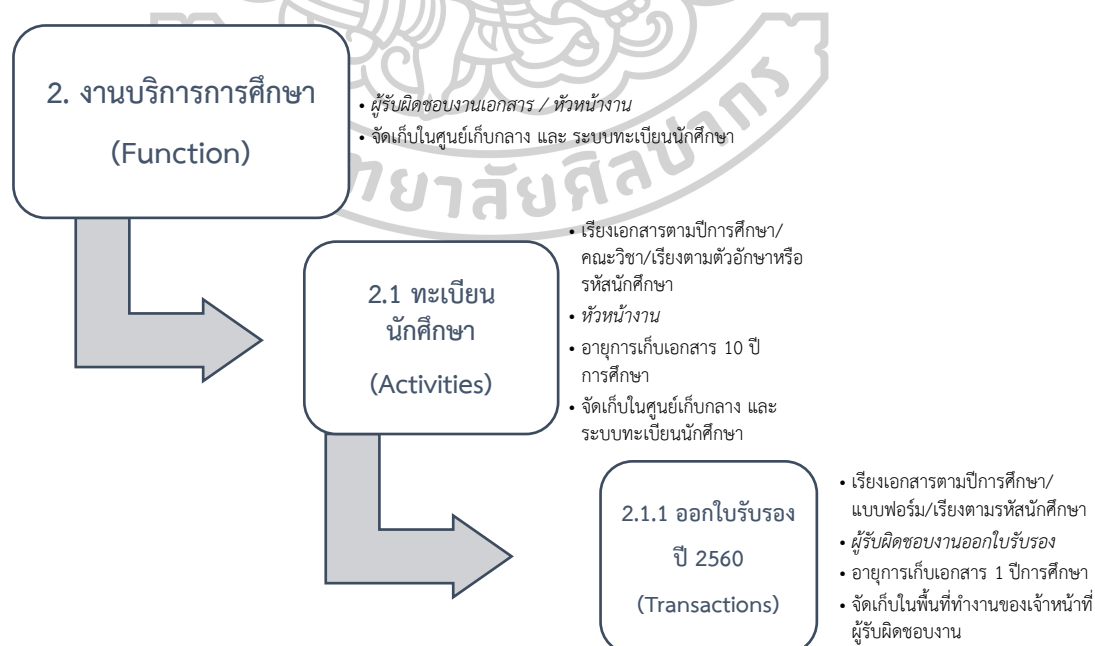 2. งานบริการการศึกษา
(Function)
• ผู้รับผิดชอบงานเอกสาร / หัวหน้างาน
• จัดเก็บในศูนย์เก็บกลาง และ ระบบทะเบียนนักศึกษา
ทยาลัยศิลปากร
2.1 ทะเบียน
นักศึกษา
(Activities)
• เรียงเอกสารตามปีการศึกษา/
คณะวิชา/เรียงตามตัวอักษาหรือ
รหัสนักศึกษา
• หัวหน้างาน
• อายุการเก็บเอกสาร 10 ปี
การศึกษา
• จัดเก็บในศูนย์เก็บกลาง และ
ระบบทะเบียนนักศึกษา
2.1.1 ออกใบรับรอง
ปี 2560
(Transactions)
• เรียงเอกสารตามปีการศึกษา/
แบบฟอร์ม/เรียงตามรหัสนักศึกษา
• ผู้รับผิดชอบงานออกใบรับรอง
• อายุการเก็บเอกสาร 1 ปีการศึกษา
• จัดเก็บในพื้นที่ทำงานของเจ้าหน้าที่
ผู้รับผิดชอบงาน